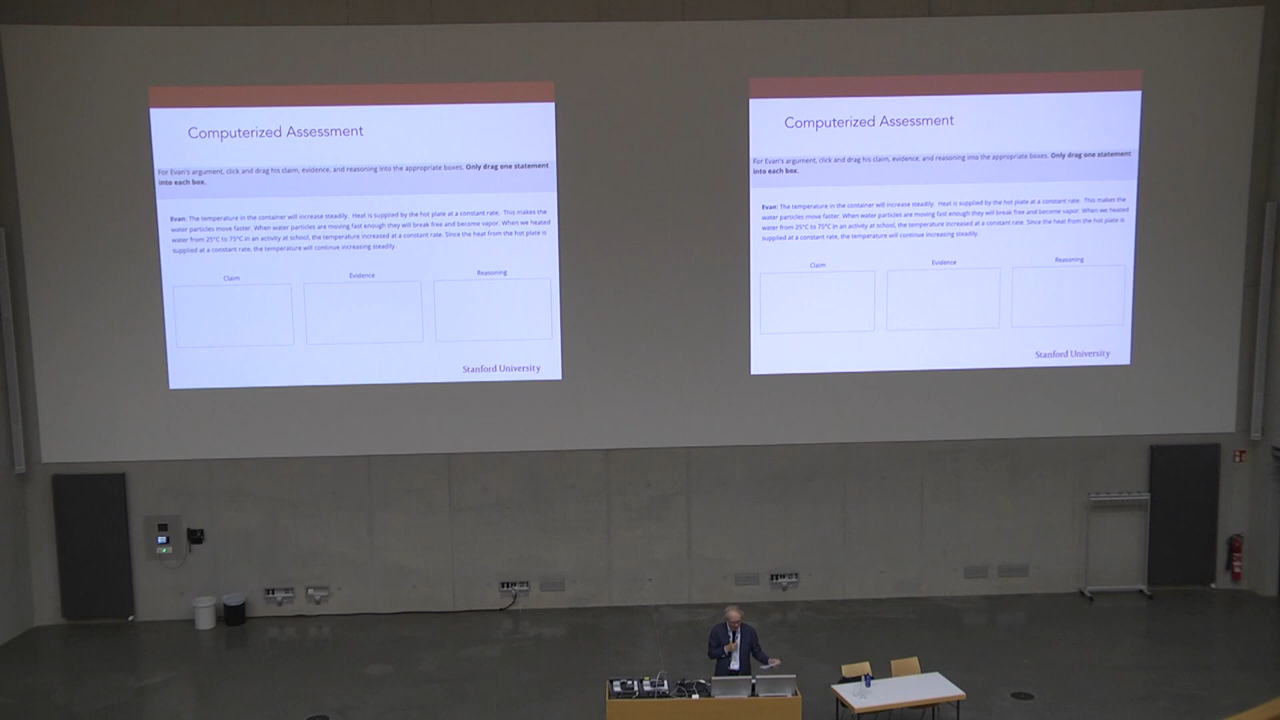 Computerized Assessment
For Evan's argument, click and drag his claim, evidence, and reasoning into the appropriate boxes. Only drag one statement
into each box.
Evan: The temperature in the container will increase steadily. Heat is supplied by the hot plate at a constant rate. This makes the
water particles move faster. When water particles are moving fast enough they will break free and become vapor. When we heated
water from 25°C to 75°C in an activity at school, the temperature increased at a constant rate. Since the heat from the hot plate is
supplied at a constant rate, the temperature will continue increasing steadily.
Claim
Evidence
Reasoning
Stanford University
Computerized Assessment
For Evan's argument, click and drag his claim, evidence, and reasoning into the appropriate boxes. Only drag one statement
into each box.
Evan: The temperature in the container will increase steadily. Heat is supplied by the hot plate at a constant rate. This makes the
water particles move faster. When water particles are moving fast enough they will break free and become vapor. When we heated
water from 25°C to 75°C in an activity at school, the temperature increased at a constant rate. Since the heat from the hot plate is
supplied at a constant rate, the temperature will continue increasing steadily.
Claim
Evidence
Reasoning
Stanford University